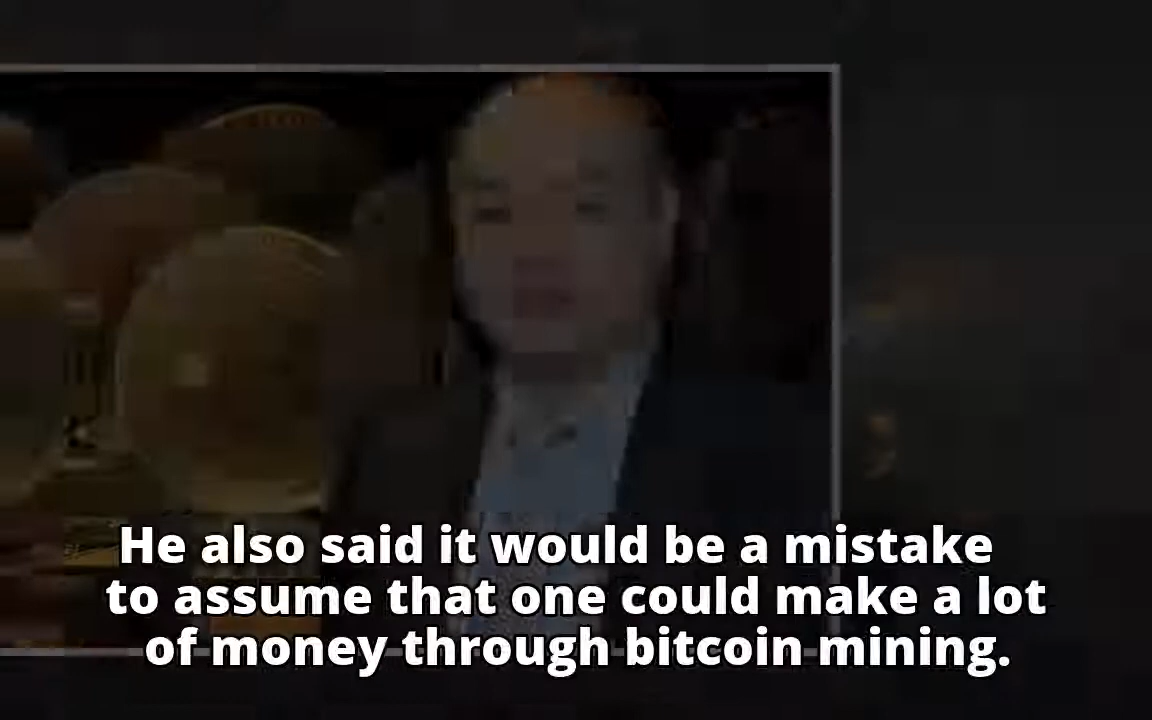 He also said it would be a mistake
to assume that one could make a lot
of money through bitcoin mining.